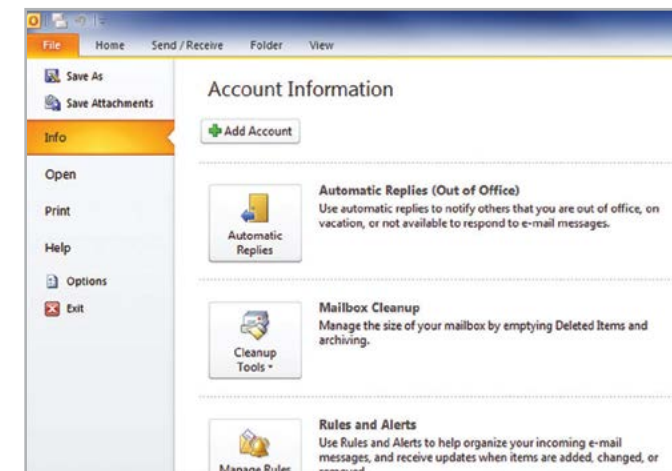 File Home Send / Receive Folder View
Save As
Save Attachments
Info
Open
Print
Help
Options
Exit
Account Information
Add Account
Automatic Replies
Automatic Replies (Out of Office)
Use automatic replies to notify others that you are out of office, on
vacation, or not available to respond to e-mail messages.
Cleanup
Tools
Mailbox Cleanup
Manage the size of your mailbox by emptying Deleted Items and
archiving.
Manage Rules
Rules and Alerts
Use Rules and Alerts to help organize your incoming e-mail
messages, and receive updates when items are added, changed, or